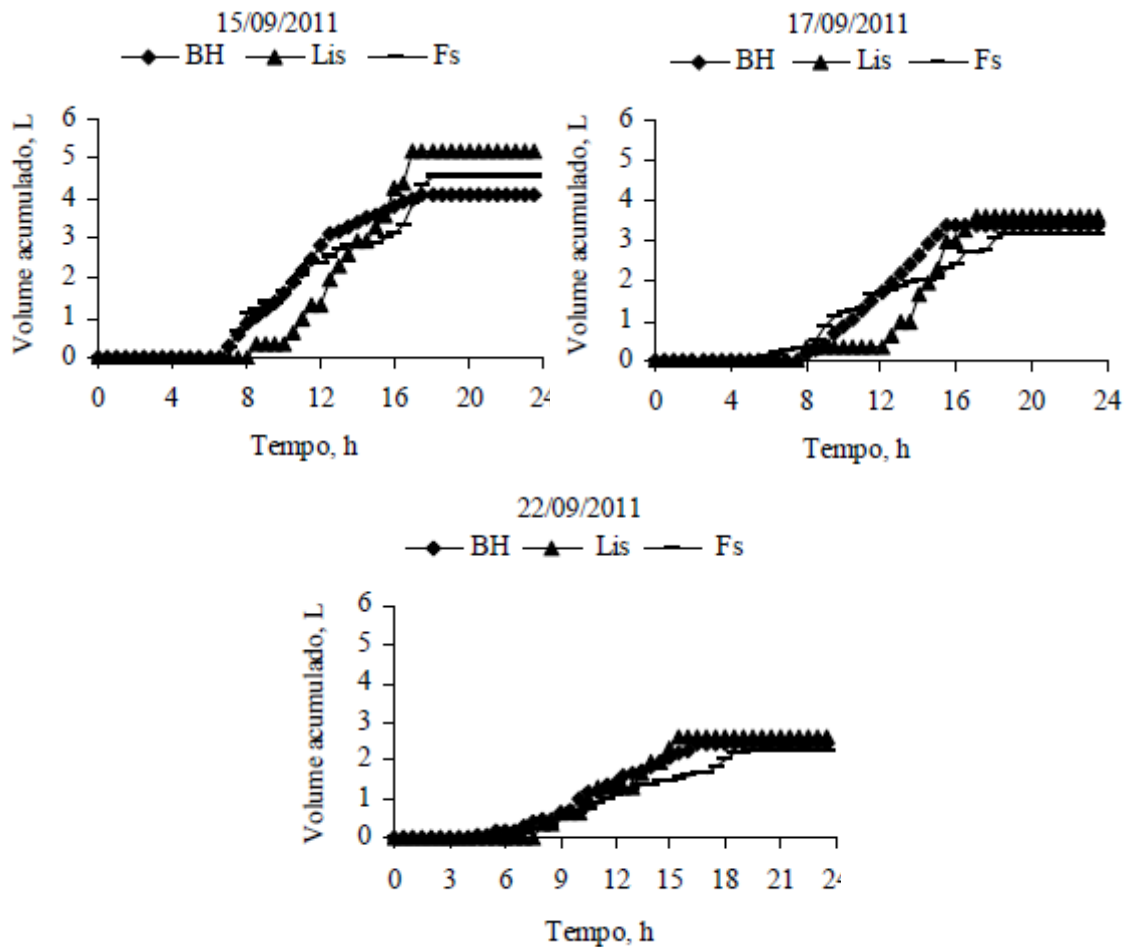 15/09/2011
BH Lis Fs
Volume acumulado, L
6
5
4
3
2
1
0
0 4 8 12 16 20 24
Tempo, h
17/09/2011
BH Lis Fs
Volume acumulado, L
6
5
4
3
2
1
0
0 4 8 12 16 20 24
Tempo, h
22/09/2011
BH Lis Fs
Volume acumulado, L
6
5
4
3
2
1
0
0 3 6 9 12 15 18 21 24
Tempo, h